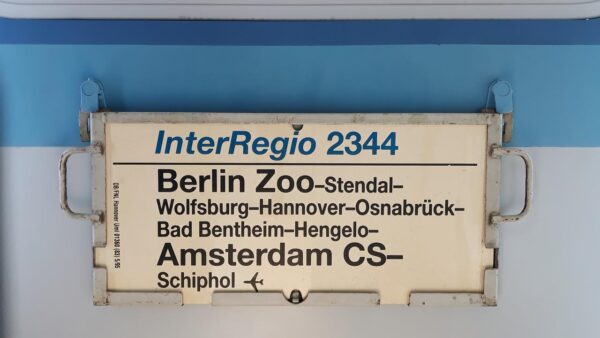 InterRegio 2344
Berlin Zoo–Stendal–
Wolfsburg–Hannover–Osnabrück–
Bad Bentheim–Hengelo–
Amsterdam CS–
Schiphol